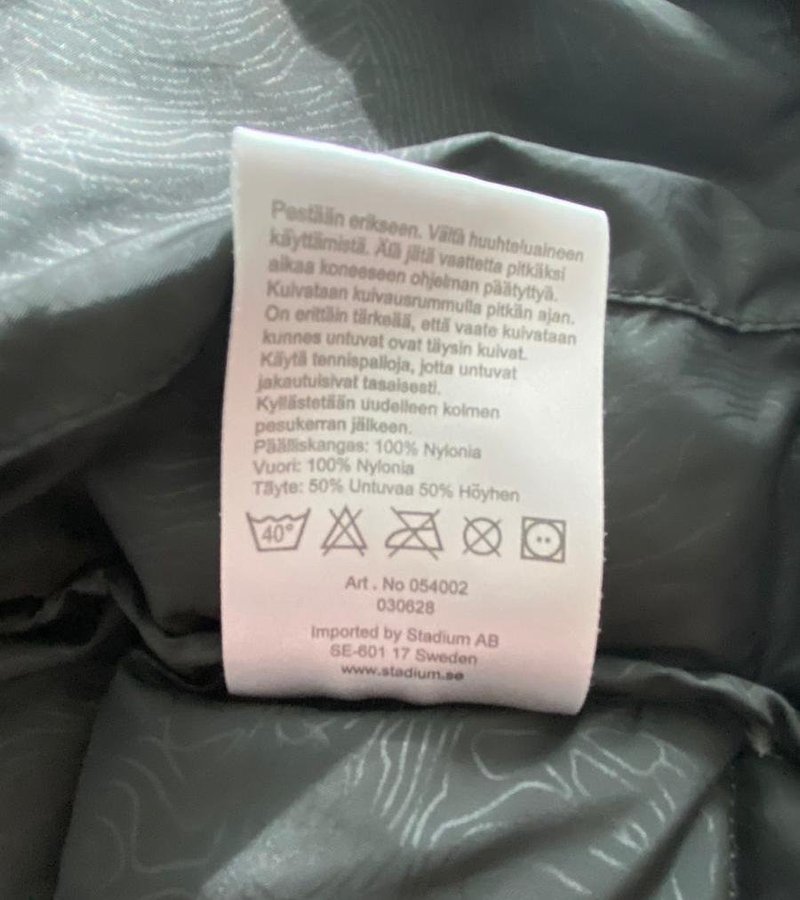 Pestään erikseen. Vältä huuhteluaineen
käyttämistä. Älä jätä vaatetta pitkäksi
aikaa koneeseen ohjelman päätyttyä.
Kuivataan kuivausrummulla pitkän ajan.
On erittäin tärkeää, että vaate kuivataan
kunnes untuvat ovat täysin kuivat.
Käytä tennispalloja, jotta untuvat
jakautuisivat tasaisesti.
Kyllästetään uudelleen kolmen
pesukerran jälkeen.
Päälliskangas: 100% Nylonia
Vuori: 100% Nylonia
Täyte: 50% Untuvaa 50% Höyhen
40°
Art. No 054002
030628
Imported by Stadium AB
SE-601 17 Sweden
www.stadium.se